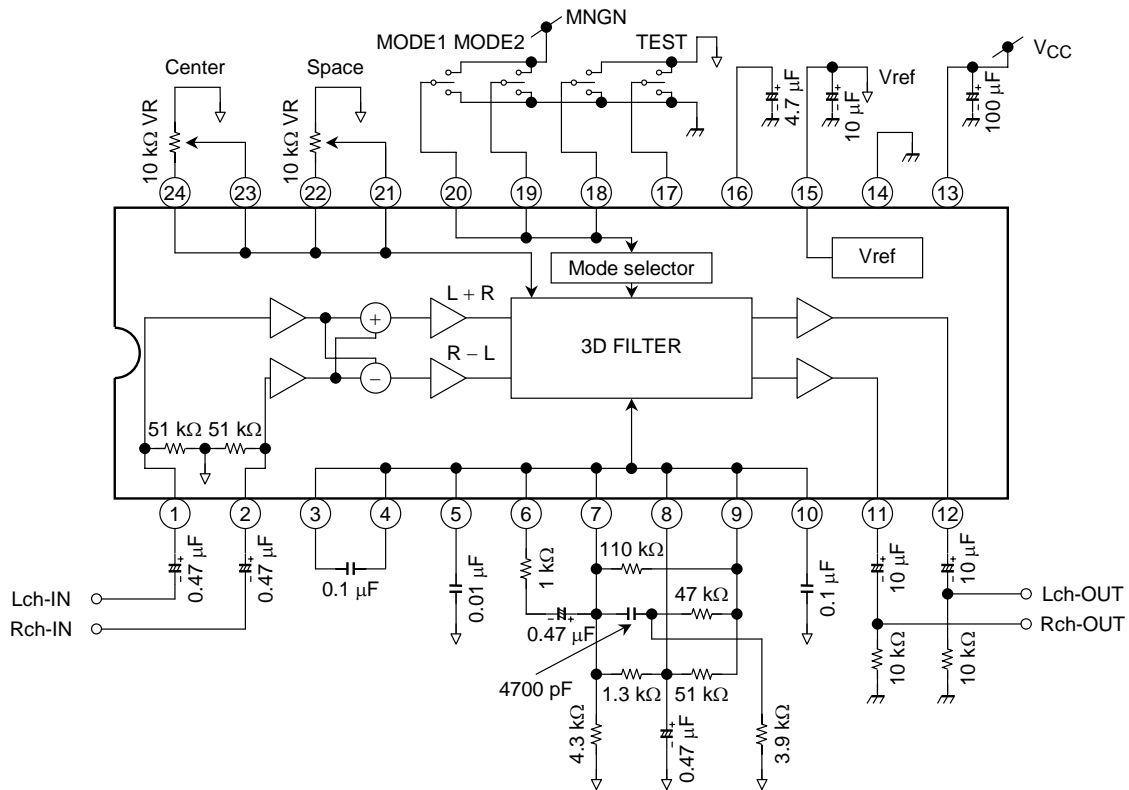 MNGN
MODE1 MODE2
TEST
VCC
Center
Space
Vref
10 kΩ VR
10 kΩ VR
4.7 µF
10 µF
100 µF
24
23
22
21
20
19
18
17
16
15
14
13
Mode selector
Vref
L + R
+
3D FILTER
R − L
−
51 kΩ
51 kΩ
1
2
3
4
5
6
7
8
9
10
11
12
0.47 µF
0.47 µF
0.1 µF
0.01 µF
1 kΩ
110 kΩ
0.1 µF
10 µF
10 µF
Lch-IN
Rch-IN
47 kΩ
0.47 µF
Lch-OUT
Rch-OUT
4700 pF
1.3 kΩ
51 kΩ
10 kΩ
10 kΩ
4.3 kΩ
0.47 µF
3.9 kΩ